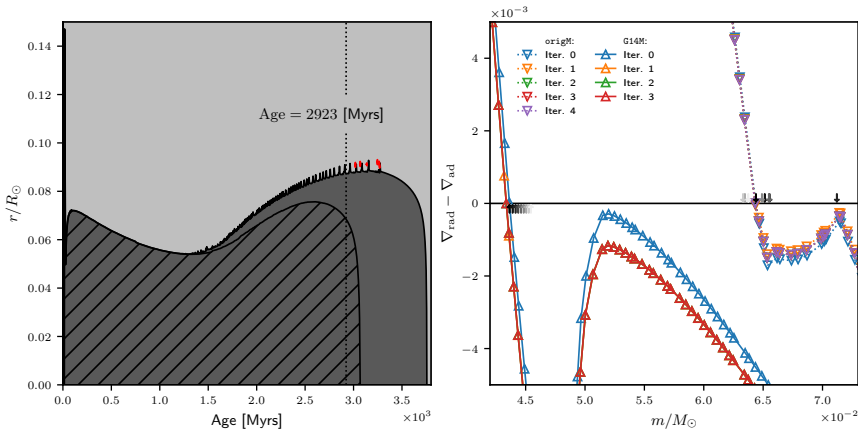 0.14
0.12
0.10
0.08
0.06
0.04
0.02
0.00
r/R⊙
Age = 2923 [Myrs]
0.0 0.5 1.0 1.5 2.0 2.5 3.0 3.5
×10³
Age [Myrs]
×10⁻³
4
2
0
−2
−4
∇rad − ∇ad
origM:
Iter. 0
Iter. 1
Iter. 2
Iter. 3
Iter. 4
G14M:
Iter. 0
Iter. 1
Iter. 2
Iter. 3
4.5 5.0 5.5 6.0 6.5 7.0
×10⁻²
m/M⊙